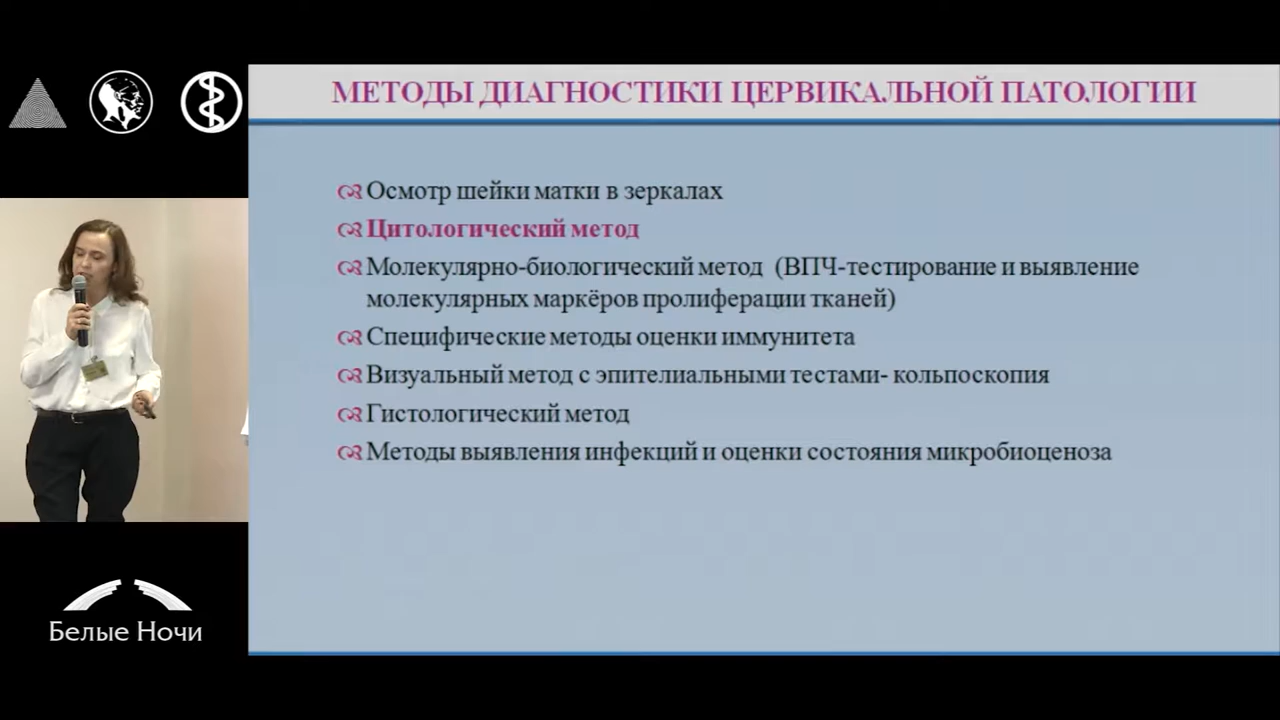 МЕТОДЫ ДИАГНОСТИКИ ЦЕРВИКАЛЬНОЙ ПАТОЛОГИИ
Осмотр шейки матки в зеркалах
Цитологический метод
Молекулярно-биологический метод (ВПЧ-тестирование и выявление
молекулярных маркёров пролиферации тканей)
Специфические методы оценки иммунитета
Визуальный метод с эпителиальными тестами- кольпоскопия
Гистологический метод
Методы выявления инфекций и оценки состояния микробиоценоза
Белые Ночи